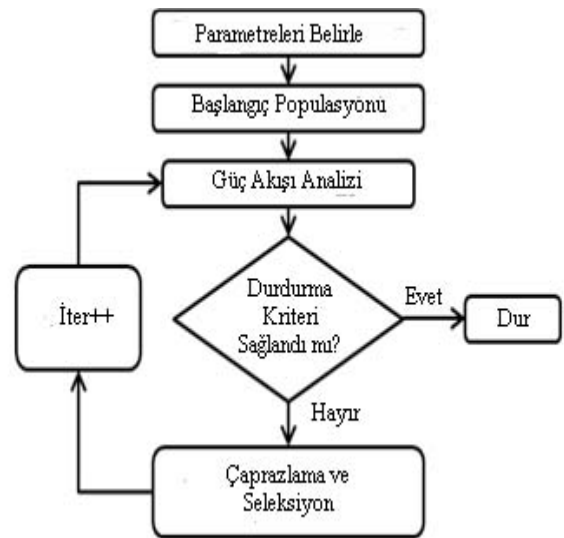 Parametreleri Belirle
Başlangıç Populasyonu
Güç Akışı Analizi
Durdurma
Kriteri
Sağlandı mı?
Evet
Dur
İter++
Hayır
Çaprazlama ve
Seleksiyon